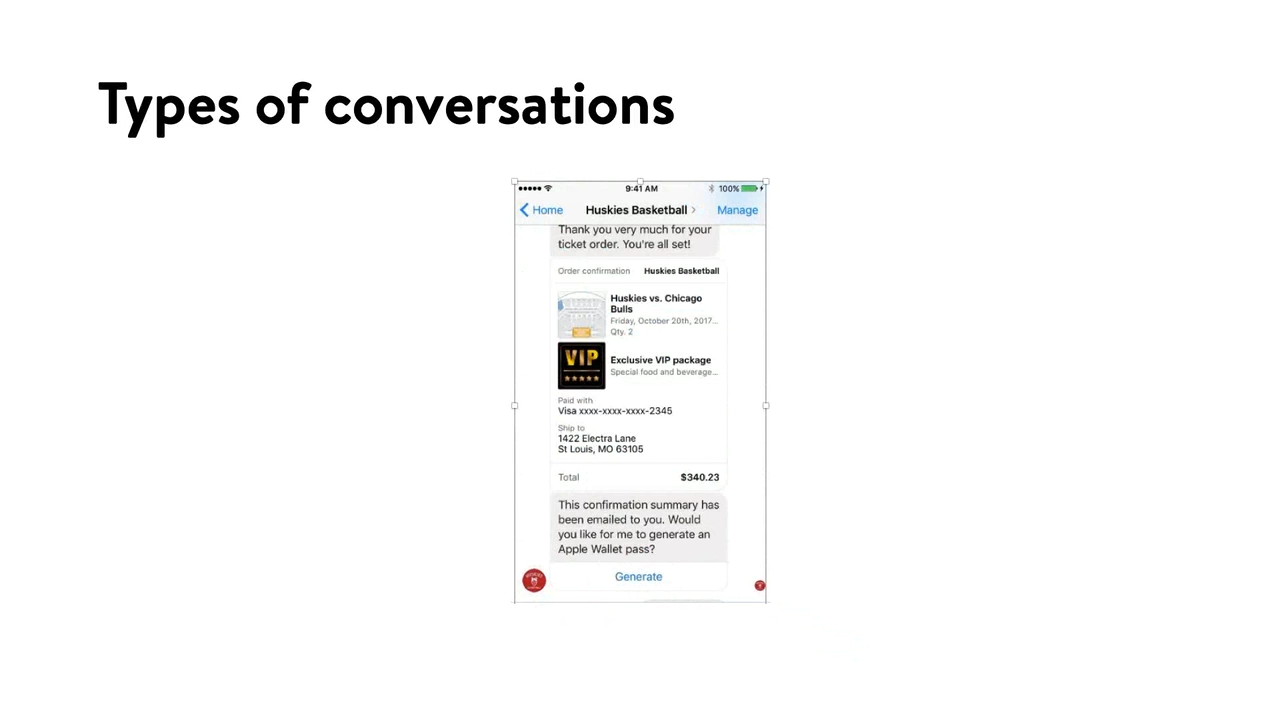 Types of conversations
9:41 AM
100%
Home
Huskies Basketball
Manage
Thank you very much for your
ticket order. You're all set!
Order confirmation
Huskies Basketball
Huskies vs. Chicago
Bulls
Friday, October 20th, 2017...
Qty. 2
VIP
Exclusive VIP package
Special food and beverage...
Paid with
Visa xxxx-xxxx-xxxx-2345
Ship to
1422 Electra Lane
St Louis, MO 63105
Total
$340.23
This confirmation summary has
been emailed to you. Would
you like for me to generate an
Apple Wallet pass?
Generate